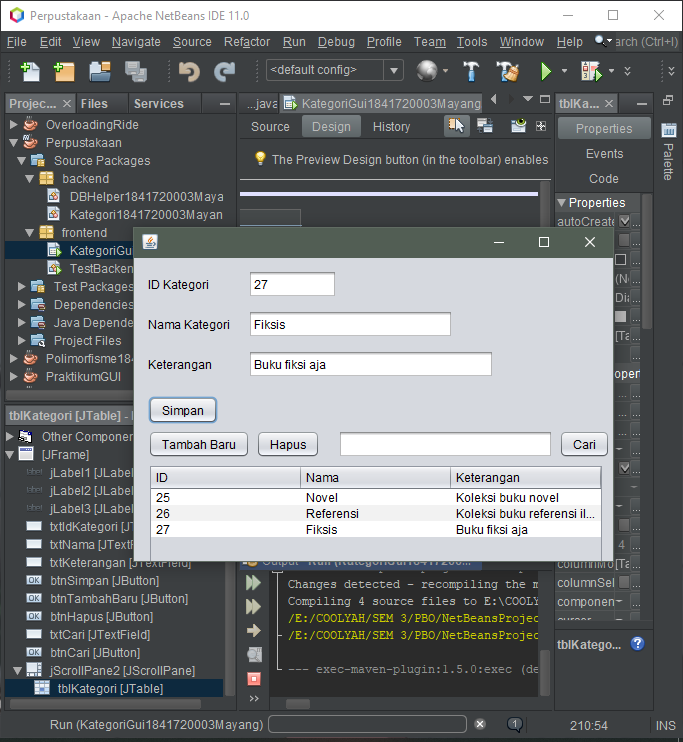 Perpustakaan - Apache NetBeans IDE 11.0
File Edit View Navigate Source Refactor Run Debug Profile Team Tools Window Help arch (Ctrl+I)
<default config>
Projec... Files Services
...java KategoriGui1841720003Mayang
tblKa...
Source Design History
Properties
Events
Code
Palette
The Preview Design button (in the toolbar) enables
OverloadingRide
Perpustakaan
Source Packages
backend
DBHelper1841720003Maya
Kategori1841720003Mayan
frontend
KategoriGui
TestBacken
Test Packages
Dependencies
Java Depende
Project Files
Polimorfisme184
PraktikumGUI
Properties
autoCreate
ID Kategori 27
Nama Kategori Fiksis
Keterangan Buku fiksi aja
Simpan
Tambah Baru Hapus Cari
ID Nama Keterangan
25 Novel Koleksi buku novel
26 Referensi Koleksi buku referensi il...
27 Fiksis Buku fiksi aja
tblKategori [JTable] -
Other Component
[JFrame]
jLabel1 [JLabel
jLabel2 [JLabel
jLabel3 [JLabel
txtIdKategori [JT
txtNama [JTextF
txtKeterangan [JTextField]
btnSimpan [JButton]
btnTambahBaru [JButton]
btnHapus [JButton]
txtCari [JTextField]
btnCari [JButton]
jScrollPane2 [JScrollPane]
tblKategori [JTable]
Output - Run (KategoriGui1841720003...
Changes detected - recompiling the m
Compiling 4 source files to E:\COOLY
/E:/COOLYAH/SEM 3/PBO/NetBeansProjec
/E:/COOLYAH/SEM 3/PBO/NetBeansProjec
--- exec-maven-plugin:1.5.0:exec (de
4
columnSel
component
cursor
tblKatego...
Run (KategoriGui1841720003Mayang)
1
210:54 INS